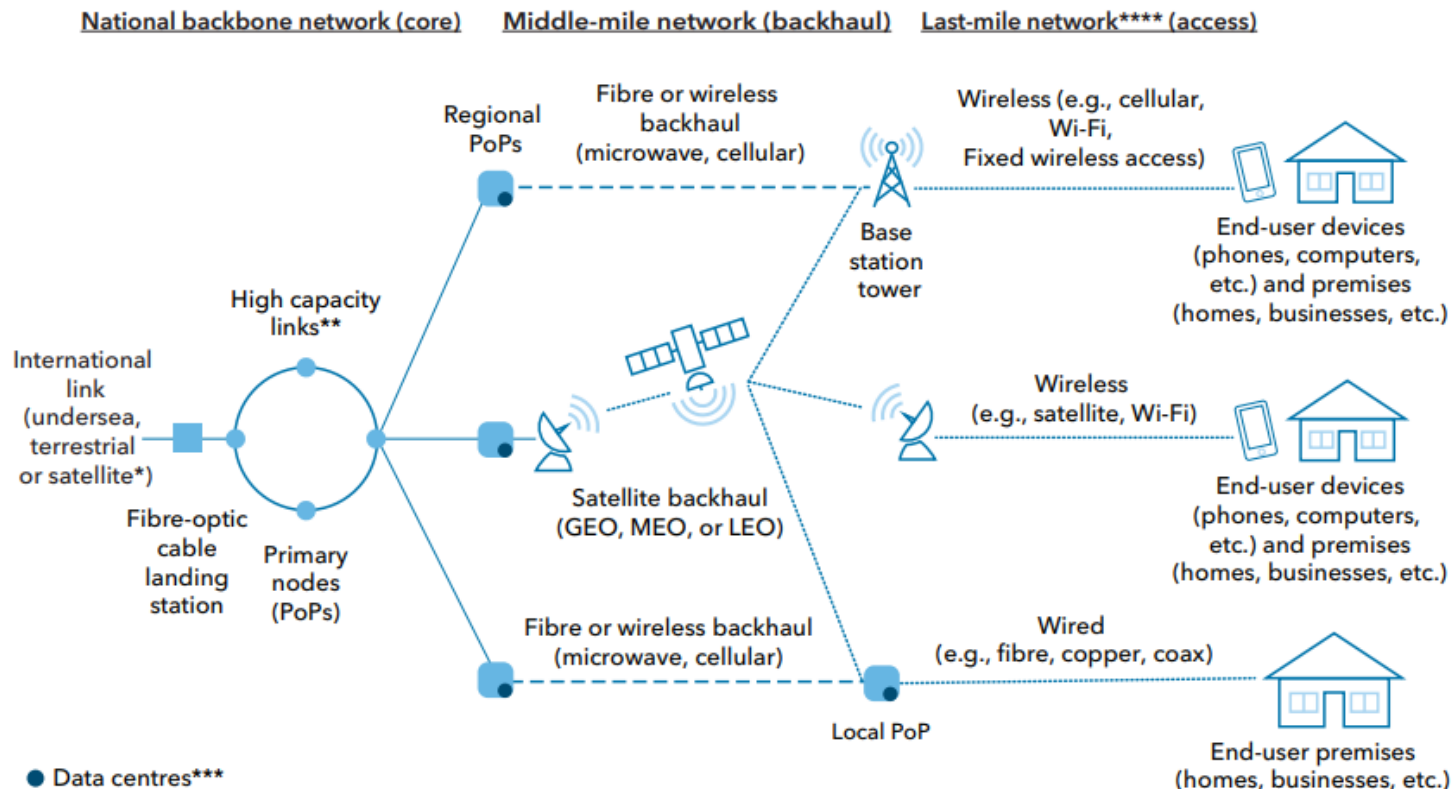 National backbone network (core)
Middle-mile network (backhaul)
Last-mile network**** (access)
Regional
PoPs
Fibre or wireless
backhaul
(microwave, cellular)
Wireless (e.g., cellular,
Wi-Fi,
Fixed wireless access)
Base
station
tower
End-user devices
(phones, computers,
etc.) and premises
(homes, businesses, etc.)
High capacity
links**
International
link
(undersea,
terrestrial
or satellite*)
Fibre-optic
cable
landing
station
Primary
nodes
(PoPs)
Satellite backhaul
(GEO, MEO, or LEO)
Wireless
(e.g., satellite, Wi-Fi)
End-user devices
(phones, computers,
etc.) and premises
(homes, businesses, etc.)
Fibre or wireless backhaul
(microwave, cellular)
Wired
(e.g., fibre, copper, coax)
Local PoP
End-user premises
(homes, businesses, etc.)
Data centres***